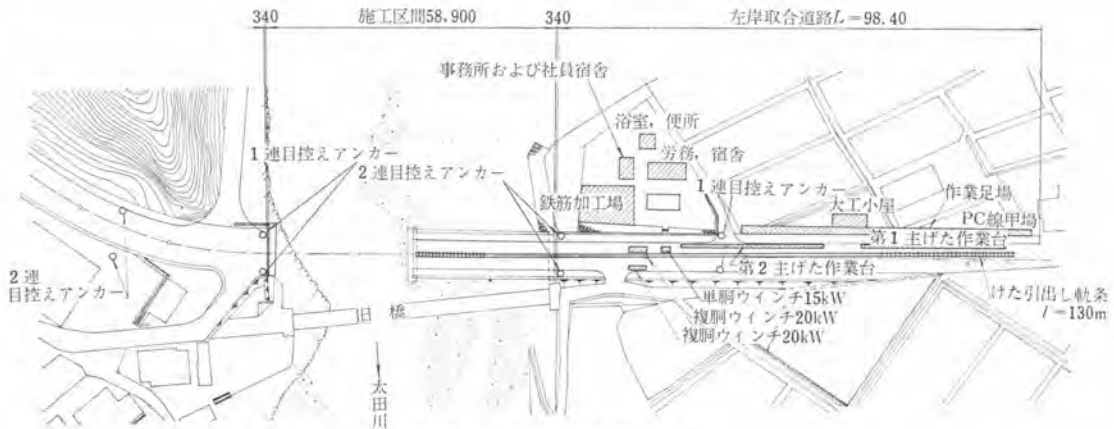 340
施工区間58,900
340
左岸取合道路L=98.40
事務所および社員宿舎
浴室，便所
労務，宿舎
1連目控えアンカー
2連目控えアンカー
1連目控えアンカー
鉄筋加工場
作業足場
大工小屋
PC線甲場
第1主げた作業台
第2主げた作業台
2連
目控えアンカー
単胴ウィンチ15kW
複胴ウィンチ20kW
複胴ウィンチ20kW
けた引出し軌条
l=130m
旧橋
太田川